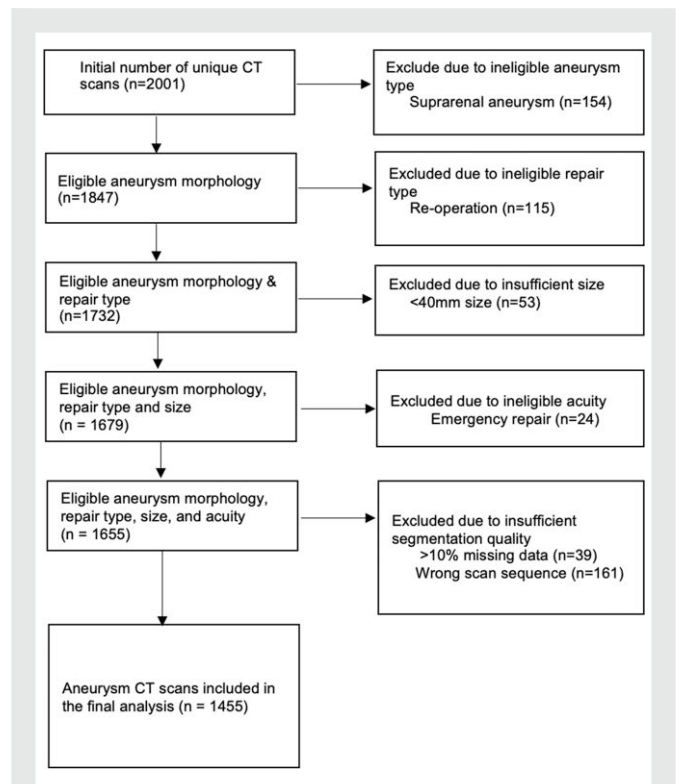 Initial number of unique CT
scans (n=2001)
Exclude due to ineligible aneurysm
type
Suprarenal aneurysm (n=154)
Eligible aneurysm morphology
(n=1847)
Excluded due to ineligible repair
type
Re-operation (n=115)
Eligible aneurysm morphology &
repair type
(n=1732)
Excluded due to insufficient size
<40mm size (n=53)
Eligible aneurysm morphology,
repair type and size
(n = 1679)
Excluded due to ineligible acuity
Emergency repair (n=24)
Eligible aneurysm morphology,
repair type, size, and acuity
(n = 1655)
Excluded due to insufficient
segmentation quality
>10% missing data (n=39)
Wrong scan sequence (n=161)
Aneurysm CT scans included in
the final analysis (n = 1455)